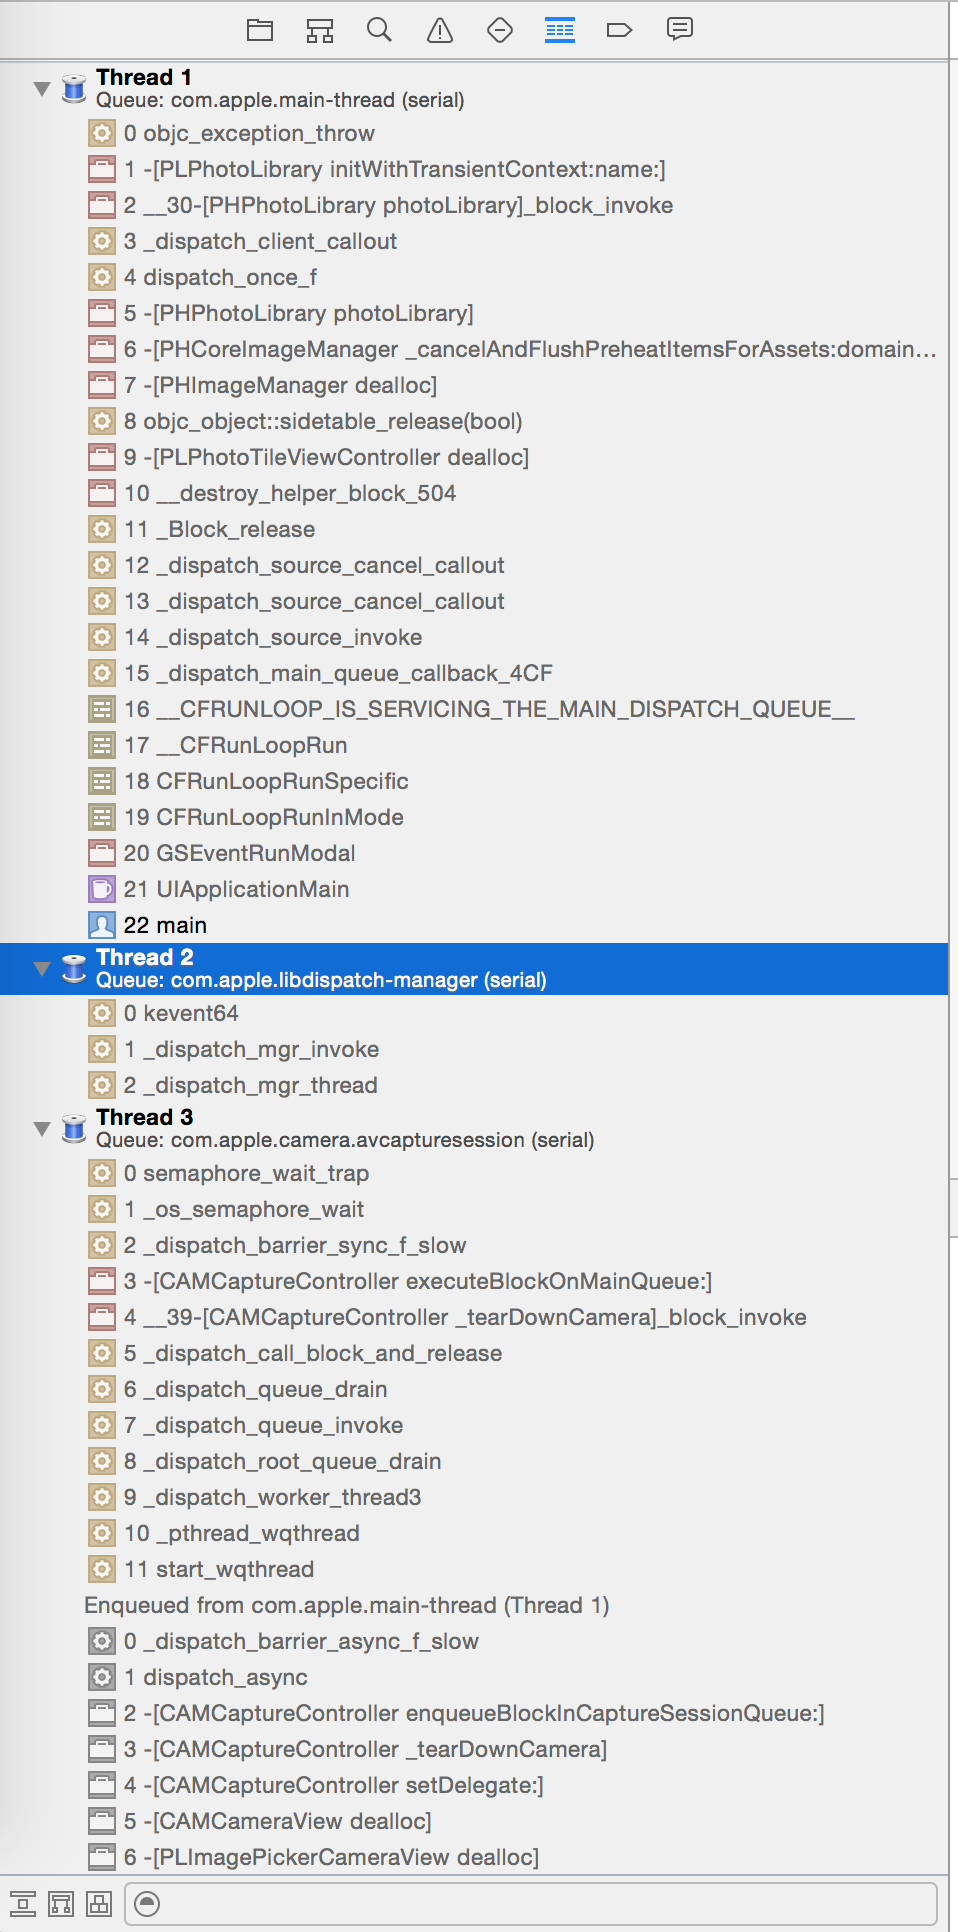 Thread 1
Queue: com.apple.main-thread (serial)
0 objc_exception_throw
1 -[PLPhotoLibrary initWithTransientContext:name:]
2 __30-[PHPhotoLibrary photoLibrary]_block_invoke
3 _dispatch_client_callout
4 dispatch_once_f
5 -[PHPhotoLibrary photoLibrary]
6 -[PHCoreImageManager _cancelAndFlushPreheatItemsForAssets:domain...
7 -[PHImageManager dealloc]
8 objc_object::sidetable_release(bool)
9 -[PLPhotoTileViewController dealloc]
10 __destroy_helper_block_504
11 _Block_release
12 _dispatch_source_cancel_callout
13 _dispatch_source_cancel_callout
14 _dispatch_source_invoke
15 _dispatch_main_queue_callback_4CF
16 __CFRUNLOOP_IS_SERVICING_THE_MAIN_DISPATCH_QUEUE__
17 __CFRunLoopRun
18 CFRunLoopRunSpecific
19 CFRunLoopRunInMode
20 GSEventRunModal
21 UIApplicationMain
22 main
Thread 2
Queue: com.apple.libdispatch-manager (serial)
0 kevent64
1 _dispatch_mgr_invoke
2 _dispatch_mgr_thread
Thread 3
Queue: com.apple.camera.avcapturesession (serial)
0 semaphore_wait_trap
1 _os_semaphore_wait
2 _dispatch_barrier_sync_f_slow
3 -[CAMCaptureController executeBlockOnMainQueue:]
4 __39-[CAMCaptureController _tearDownCamera]_block_invoke
5 _dispatch_call_block_and_release
6 _dispatch_queue_drain
7 _dispatch_queue_invoke
8 _dispatch_root_queue_drain
9 _dispatch_worker_thread3
10 _pthread_wqthread
11 start_wqthread
Enqueued from com.apple.main-thread (Thread 1)
0 _dispatch_barrier_async_f_slow
1 dispatch_async
2 -[CAMCaptureController enqueueBlockInCaptureSessionQueue:]
3 -[CAMCaptureController _tearDownCamera]
4 -[CAMCaptureController setDelegate:]
5 -[CAMCameraView dealloc]
6 -[PLImagePickerCameraView dealloc]